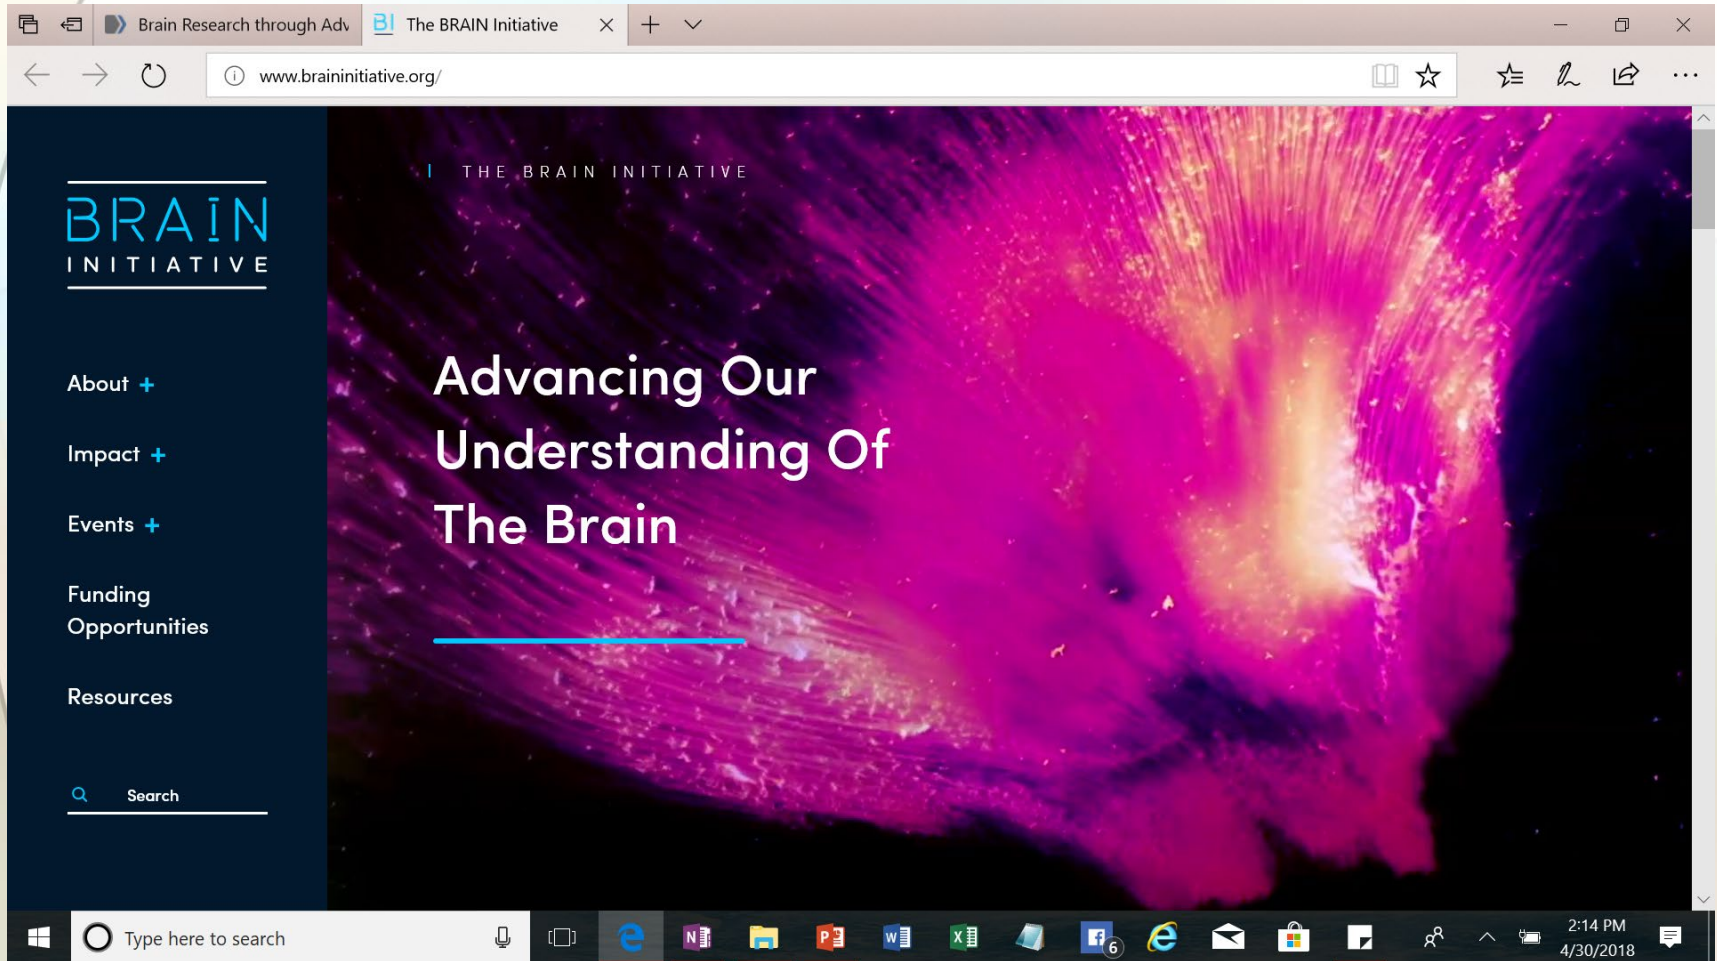 Brain Research through Adv
BI The BRAIN Initiative
www.braininitiative.org/
BRAIN
INITIATIVE
About +
Impact +
Events +
Funding
Opportunities
Resources
Search
THE BRAIN INITIATIVE
Advancing Our
Understanding Of
The Brain
Type here to search
6
2:14 PM
4/30/2018